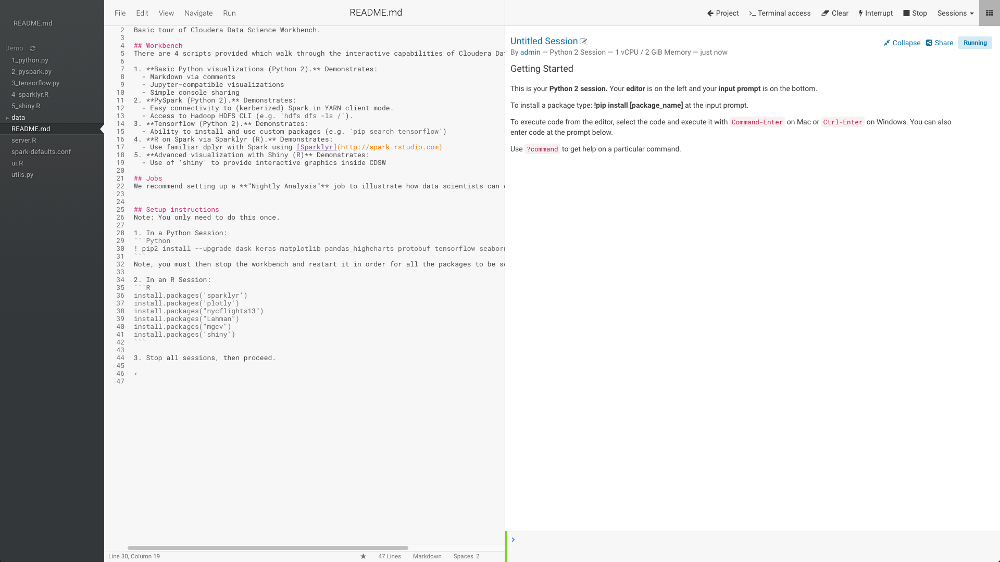 README.md
Demo
1_python.py
2_pyspark.py
3_tensorflow.py
4_sparklyr.R
5_shiny.R
data
README.md
server.R
spark-defaults.conf
ui.R
utils.py
File Edit View Navigate Run README.md
2 Basic tour of Cloudera Data Science Workbench.
3
4 ## Workbench
5 There are 4 scripts provided which walk through the interactive capabilities of Cloudera Da
6
7 1. **Basic Python visualizations (Python 2).** Demonstrates:
8 - Markdown via comments
9 - Jupyter-compatible visualizations
10 - Simple console sharing
11 2. **PySpark (Python 2).** Demonstrates:
12 - Easy connectivity to (kerberized) Spark in YARN client mode.
13 - Access to Hadoop HDFS CLI (e.g. `hdfs dfs -ls /`).
14 3. **Tensorflow (Python 2).** Demonstrates:
15 - Ability to install and use custom packages (e.g. `pip search tensorflow`)
16 4. **R on Spark via Sparklyr (R).** Demonstrates:
17 - Use familiar dplyr with Spark using [Sparklyr](http://spark.rstudio.com)
18 5. **Advanced visualization with Shiny (R)** Demonstrates:
19 - Use of 'shiny' to provide interactive graphics inside CDSW
20
21 ## Jobs
22 We recommend setting up a **"Nightly Analysis"** job to illustrate how data scientists can
23
24
25 ## Setup instructions
26 Note: You only need to do this once.
27
28 1. In a Python Session:
29 ```Python
30 ! pip2 install --upgrade dask keras matplotlib pandas_highcharts protobuf tensorflow seabor
31 ```
32 Note, you must then stop the workbench and restart it in order for all the packages to be s
33
34 2. In an R Session:
35 ```R
36 install.packages('sparklyr')
37 install.packages('plotly')
38 install.packages("nycflights13")
39 install.packages("Lahman")
40 install.packages("mgcv")
41 install.packages('shiny')
42 ```
43
44 3. Stop all sessions, then proceed.
45
46 ‹
47
Line 30, Column 19 ★ 47 Lines Markdown Spaces 2
Project >_ Terminal access Clear Interrupt Stop Sessions
Untitled Session Collapse Share Running
By admin — Python 2 Session — 1 vCPU / 2 GiB Memory — just now
Getting Started
This is your Python 2 session. Your editor is on the left and your input prompt is on the bottom.
To install a package type: !pip install [package_name] at the input prompt.
To execute code from the editor, select the code and execute it with Command-Enter on Mac or Ctrl-Enter on Windows. You can also
enter code at the prompt below.
Use ?command to get help on a particular command.